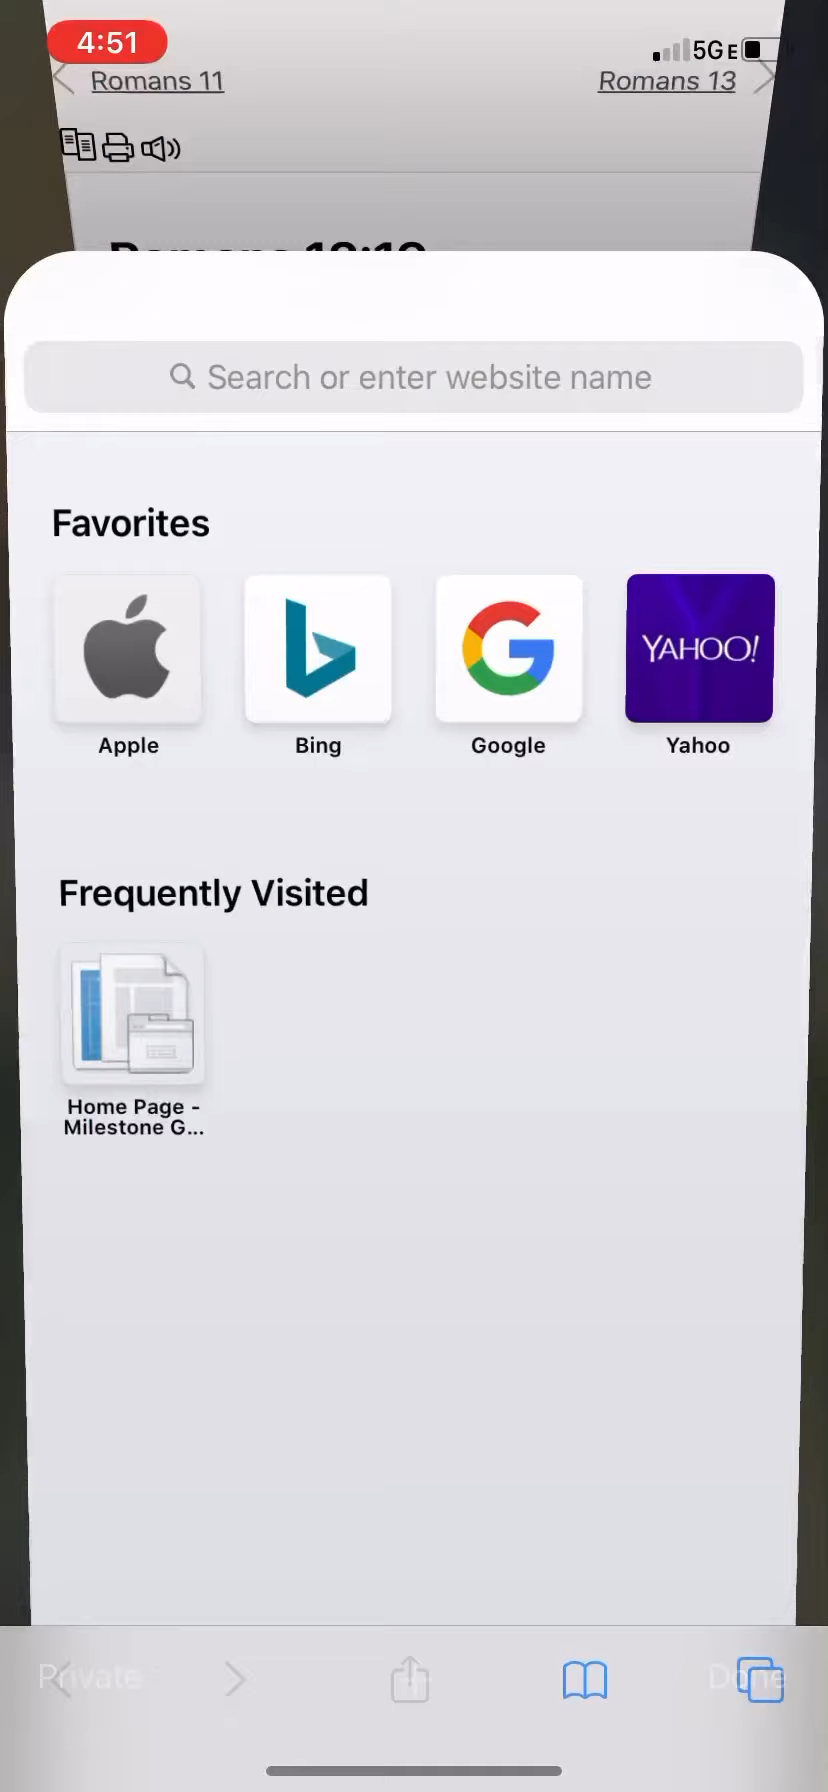 4:51
5G E
Romans 11
Romans 13
Search or enter website name
Favorites
YAHOO!
Apple
Bing
Google
Yahoo
Frequently Visited
Home Page -
Milestone G...
Private
Done